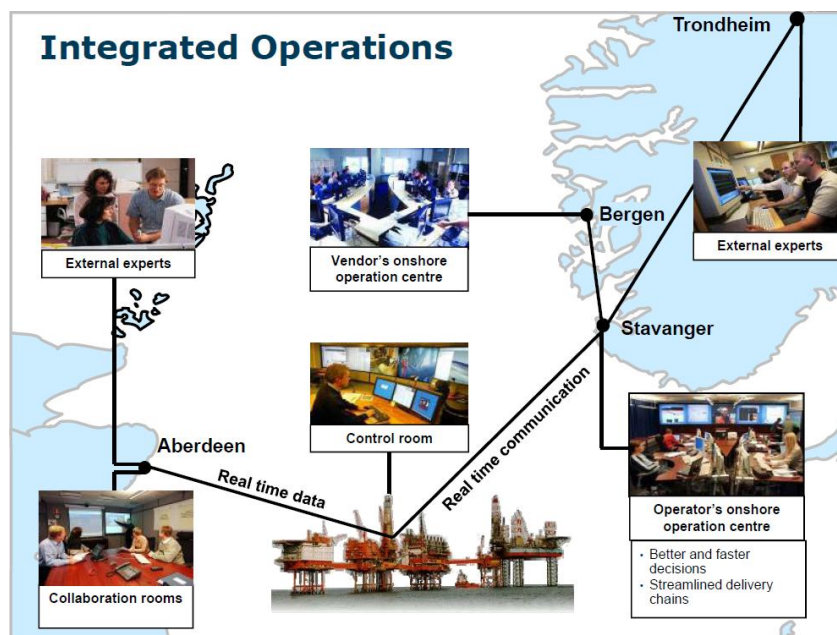 Integrated Operations
Trondheim
External experts
Vendor's onshore
operation centre
Bergen
External experts
Stavanger
Control room
Real time communication
Aberdeen
Real time data
Collaboration rooms
Operator's onshore
operation centre
• Better and faster
decisions
• Streamlined delivery
chains